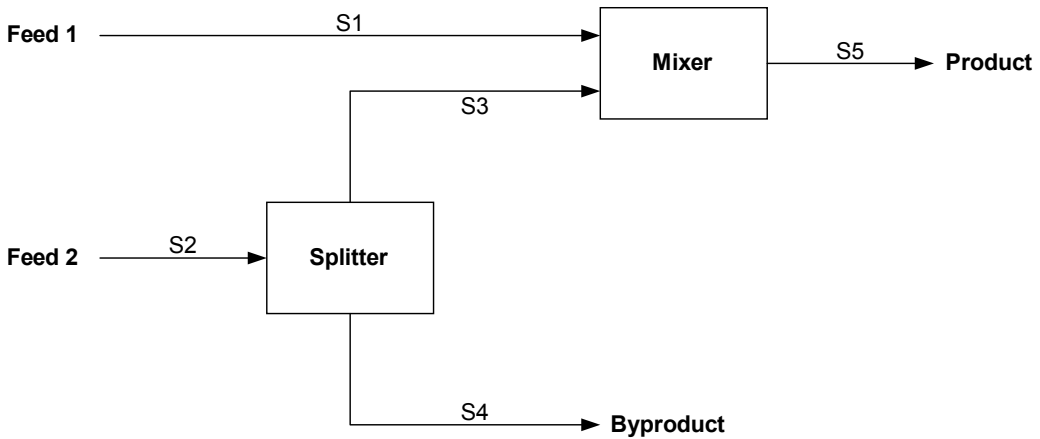 Feed 1
S1
Mixer
S5
Product
S3
Feed 2
S2
Splitter
S4
Byproduct